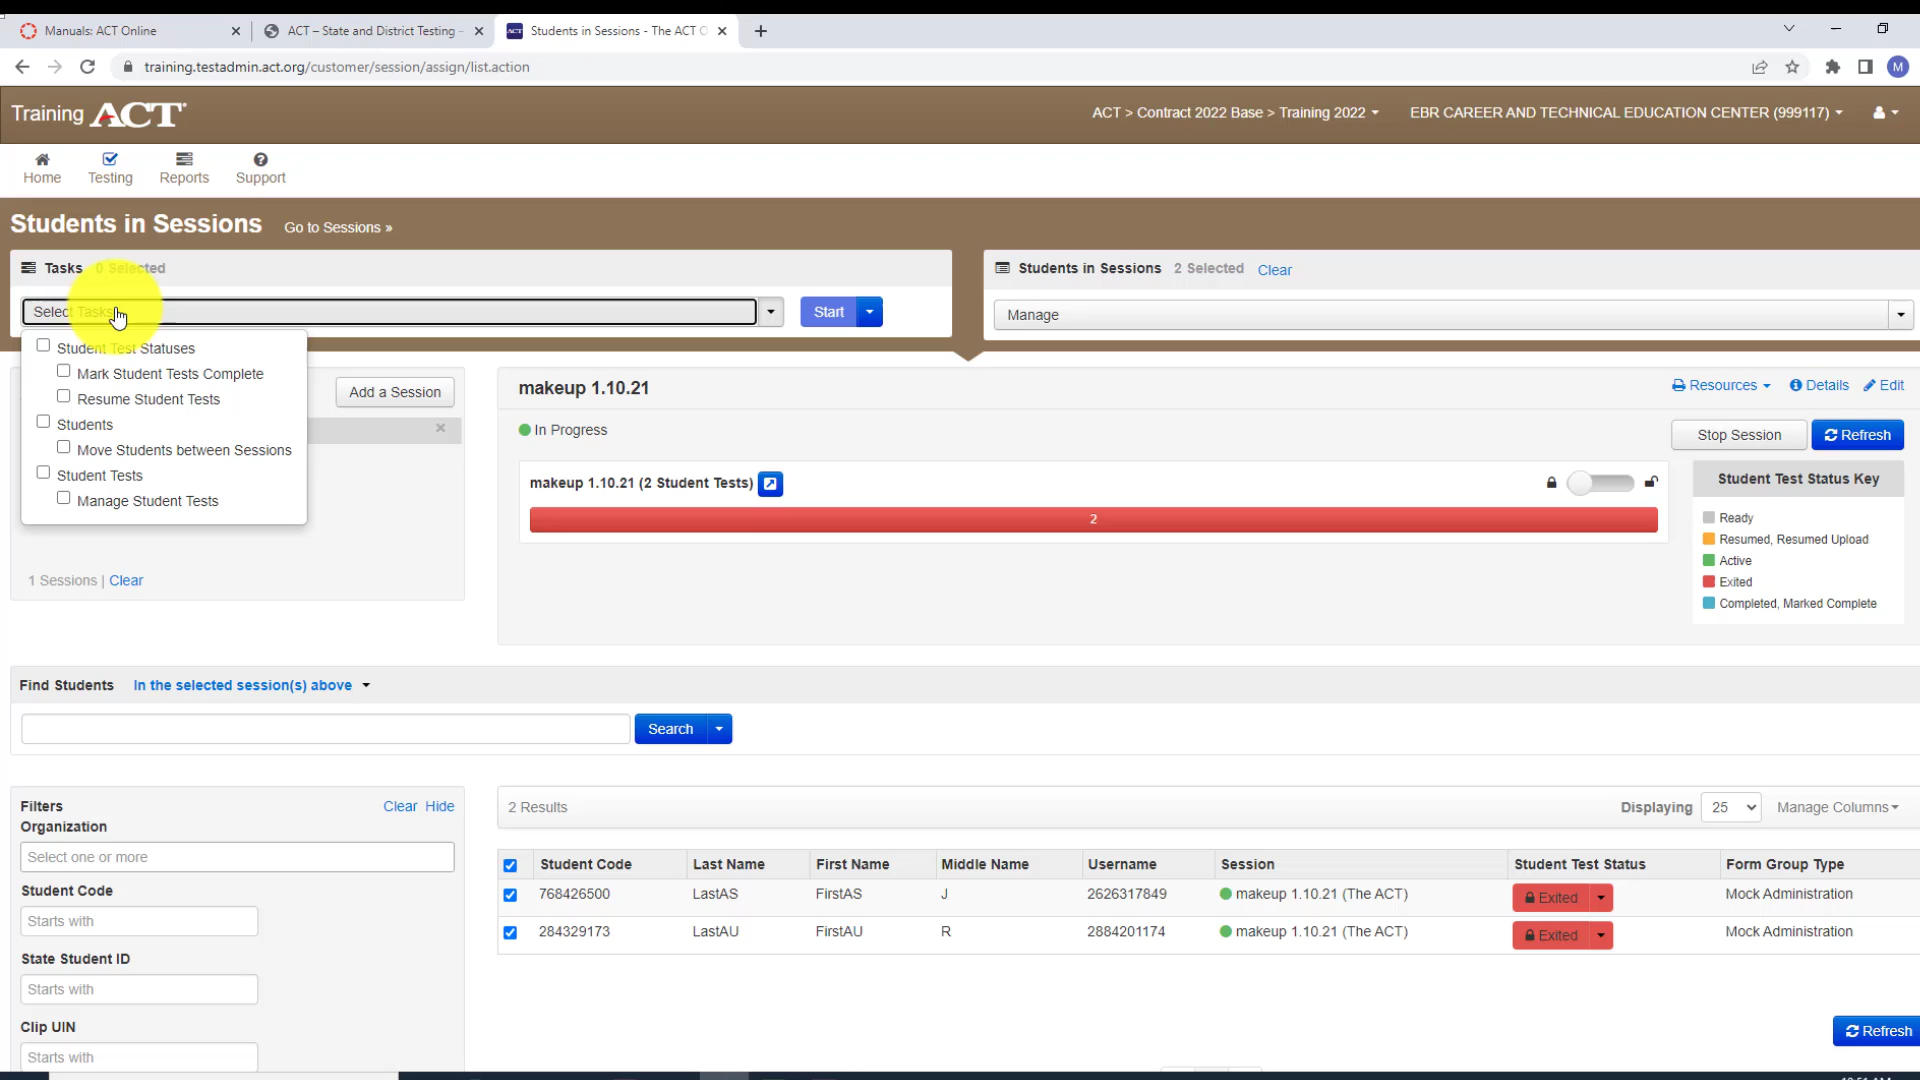 Manuals: ACT Online
ACT – State and District Testing -
Students in Sessions - The ACT O
training.testadmin.act.org/customer/session/assign/list.action
M
Training ACT
ACT > Contract 2022 Base > Training 2022
EBR CAREER AND TECHNICAL EDUCATION CENTER (999117)
Home
Testing
Reports
Support
Students in Sessions
Go to Sessions »
Tasks 0 Selected
Students in Sessions 2 Selected Clear
Select Tasks
Start
Manage
Student Test Statuses
Mark Student Tests Complete
Resume Student Tests
Students
Move Students between Sessions
Student Tests
Manage Student Tests
Add a Session
1 Sessions | Clear
makeup 1.10.21
Resources
Details
Edit
In Progress
Stop Session
Refresh
makeup 1.10.21 (2 Student Tests)
2
Student Test Status Key
Ready
Resumed, Resumed Upload
Active
Exited
Completed, Marked Complete
Find Students In the selected session(s) above
Search
Filters Clear Hide
Organization
Select one or more
Student Code
Starts with
State Student ID
Starts with
Clip UIN
Starts with
2 Results
Displaying 25 Manage Columns
Student Code Last Name First Name Middle Name Username Session Student Test Status Form Group Type
768426500 LastAS FirstAS J 2626317849 makeup 1.10.21 (The ACT) Exited Mock Administration
284329173 LastAU FirstAU R 2884201174 makeup 1.10.21 (The ACT) Exited Mock Administration
Refresh